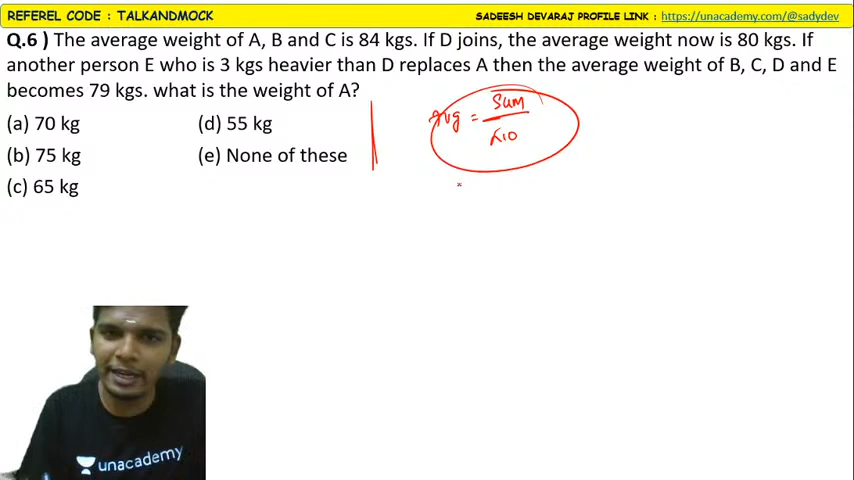 REFEREL CODE : TALKANDMOCK
SADEESH DEVARAJ PROFILE LINK : https://unacademy.com/@sadydev
Q.6 ) The average weight of A, B and C is 84 kgs. If D joins, the average weight now is 80 kgs. If
another person E who is 3 kgs heavier than D replaces A then the average weight of B, C, D and E
becomes 79 kgs. what is the weight of A?
(a) 70 kg
(d) 55 kg
(b) 75 kg
(e) None of these
(c) 65 kg
Avg = Sum
unacademy